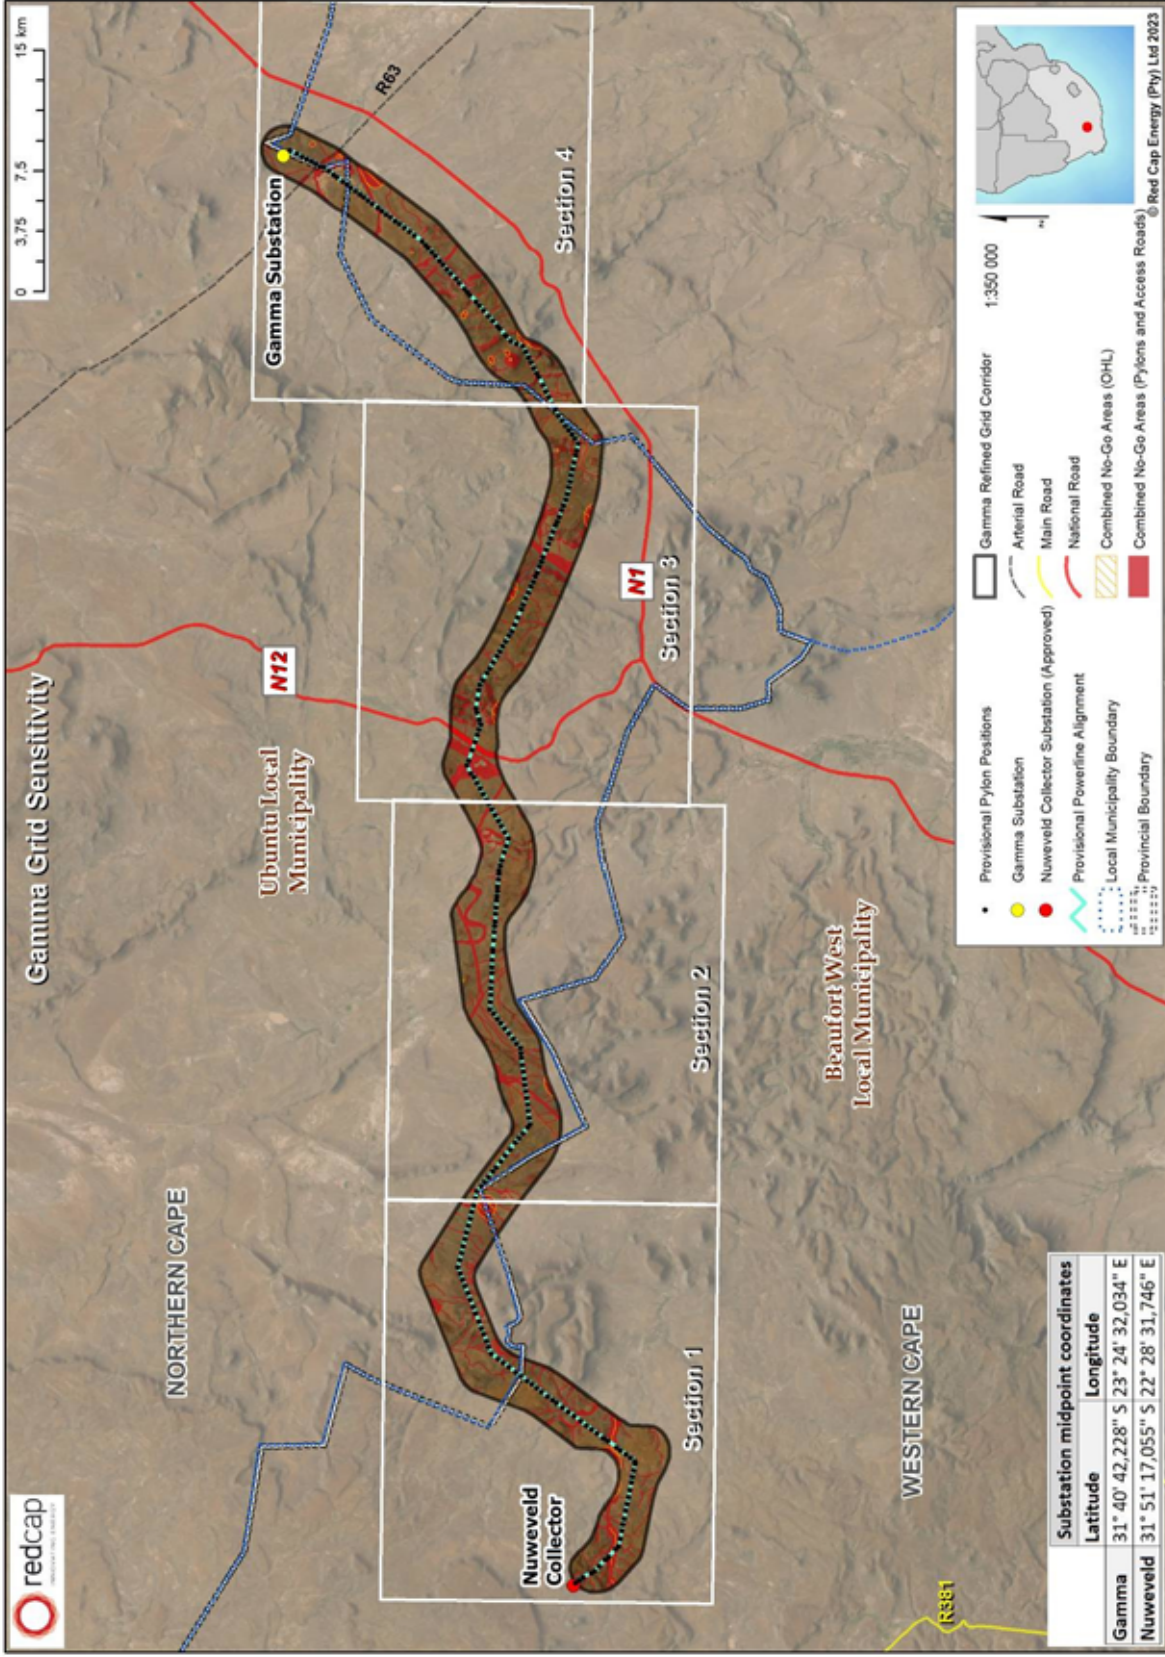 Gamma Grid Sensitivity
redcap
0 3,75 7,5 15 km
NORTHERN CAPE
Ubuntu Local
Municipality
N12
R63
Gamma Substation
Nuweveld
Collector
Section 1
Section 2
Section 3
Section 4
N1
Beaufort West
Local Municipality
WESTERN CAPE
R381
Substation midpoint coordinates
Latitude Longitude
Gamma 31° 40' 42,228" S 23° 24' 32,034" E
Nuweveld 31° 51' 17,055" S 22° 28' 31,746" E
Provisional Pylon Positions
Gamma Substation
Nuweveld Collector Substation (Approved)
Provisional Powerline Alignment
Local Municipality Boundary
Provincial Boundary
Gamma Refined Grid Corridor
Arterial Road
Main Road
National Road
Combined No-Go Areas (OHL)
Combined No-Go Areas (Pylons and Access Roads)
1:350 000
N
© Red Cap Energy (Pty) Ltd 2023